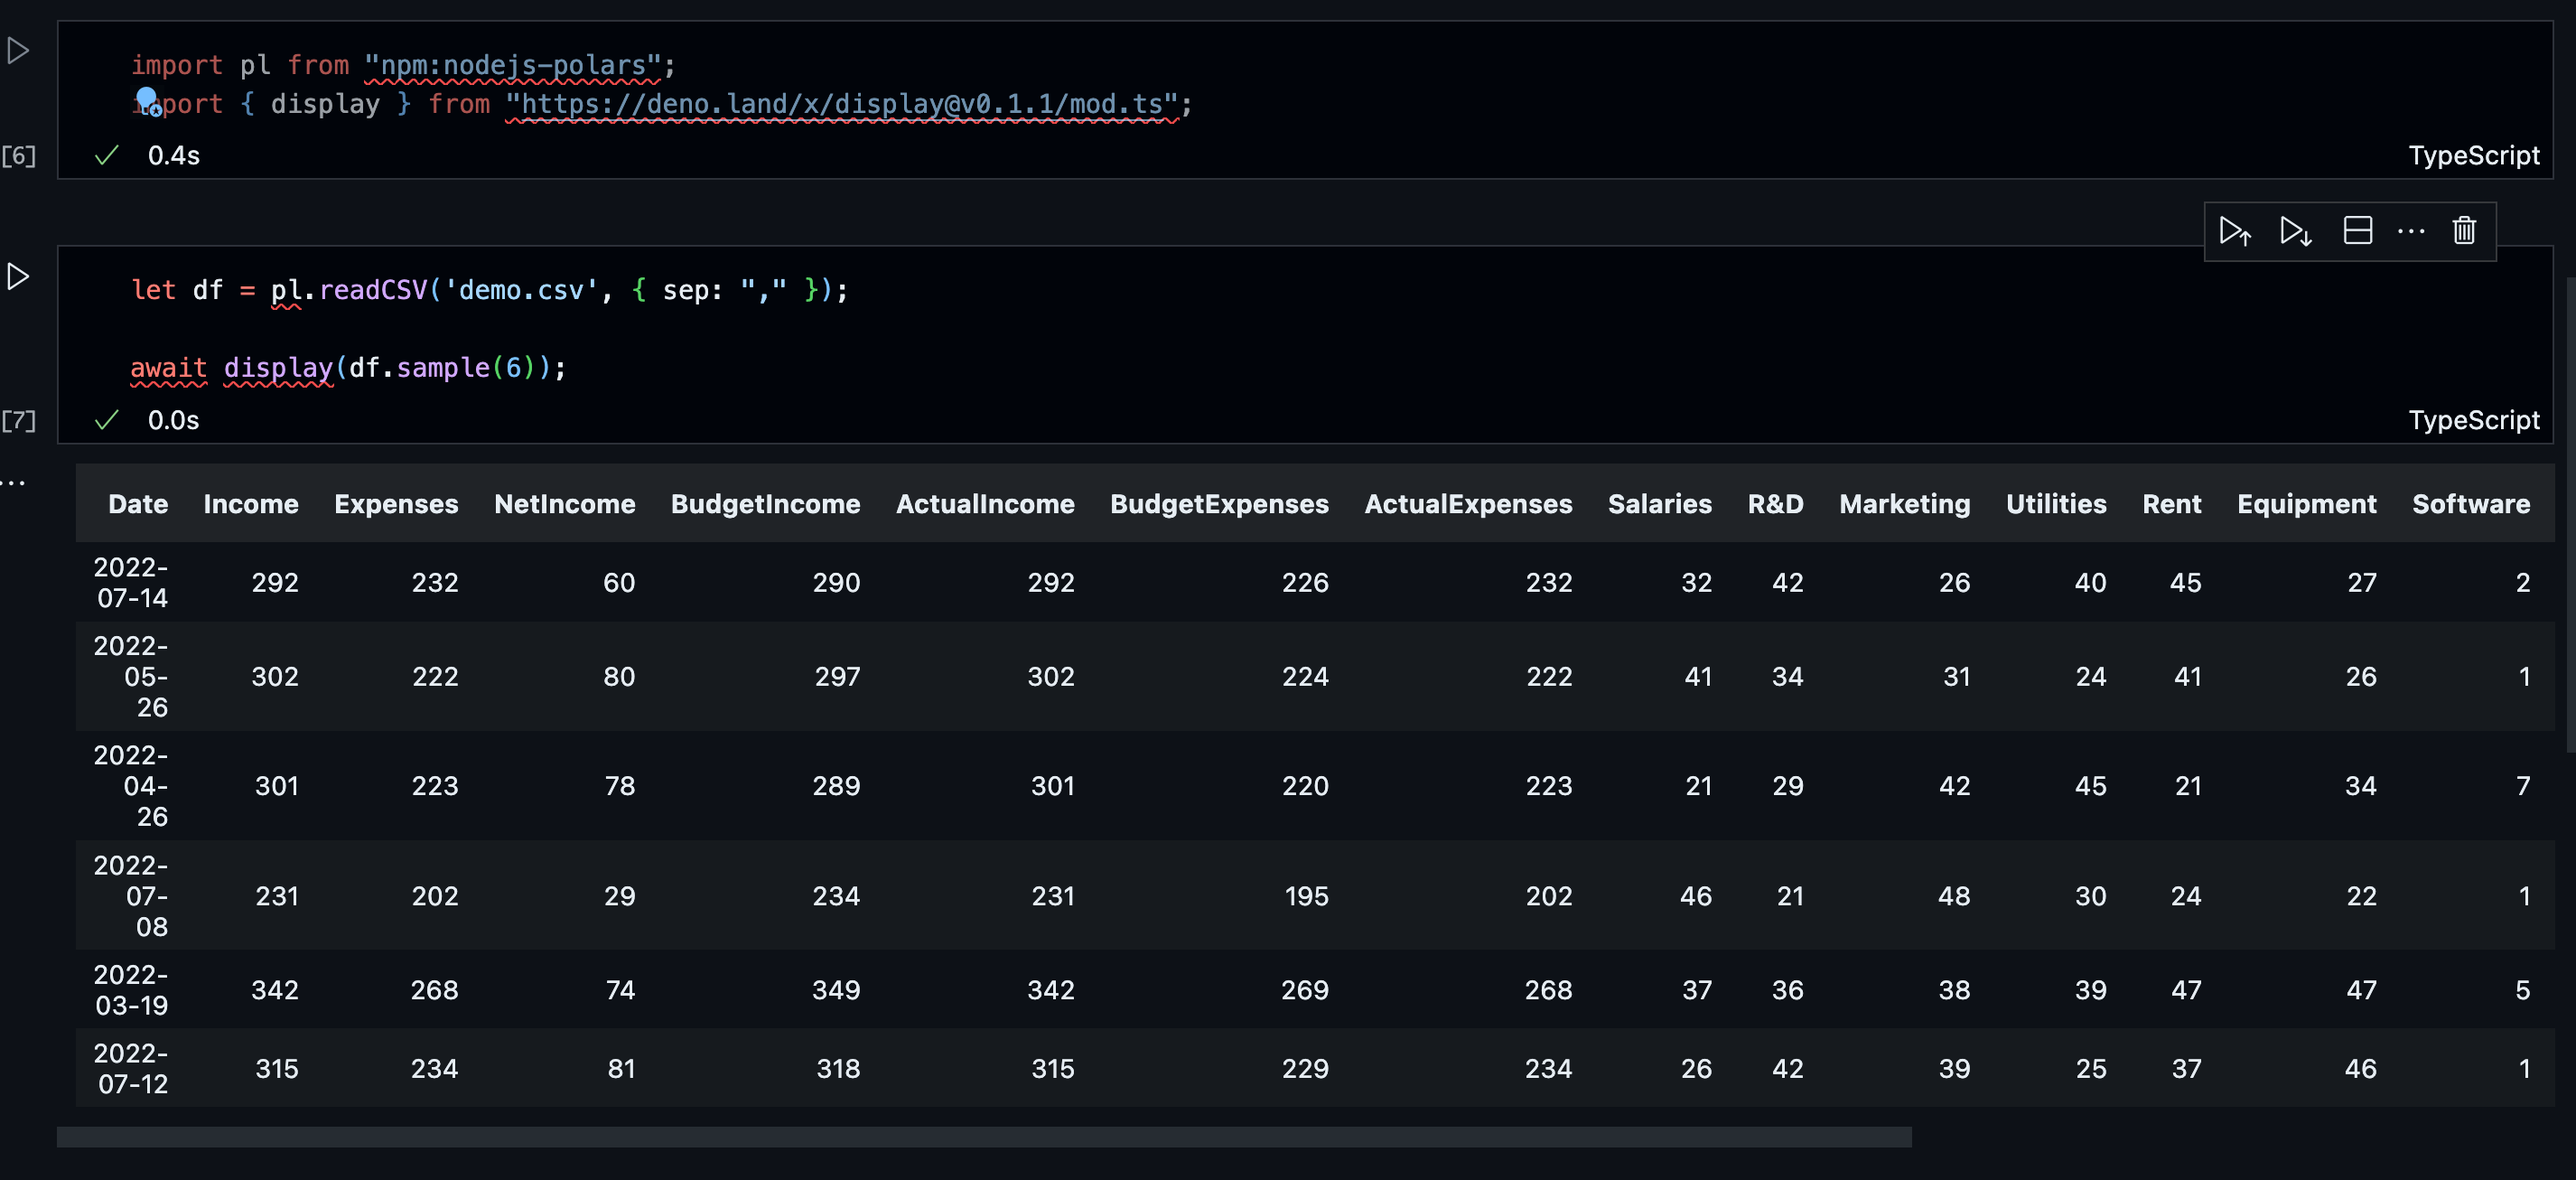 import pl from "npm:nodejs-polars";
import { display } from "https://deno.land/x/display@v0.1.1/mod.ts";
[6] 0.4s TypeScript
let df = pl.readCSV('demo.csv', { sep: "," });
await display(df.sample(6));
[7] 0.0s TypeScript
Date Income Expenses NetIncome BudgetIncome ActualIncome BudgetExpenses ActualExpenses Salaries R&D Marketing Utilities Rent Equipment Software
2022-
07-14 292 232 60 290 292 226 232 32 42 26 40 45 27 2
2022-
05- 302 222 80 297 302 224 222 41 34 31 24 41 26 1
26
2022-
04- 301 223 78 289 301 220 223 21 29 42 45 21 34 7
26
2022-
07- 231 202 29 234 231 195 202 46 21 48 30 24 22 1
08
2022-
03-19 342 268 74 349 342 269 268 37 36 38 39 47 47 5
2022-
07-12 315 234 81 318 315 229 234 26 42 39 25 37 46 1